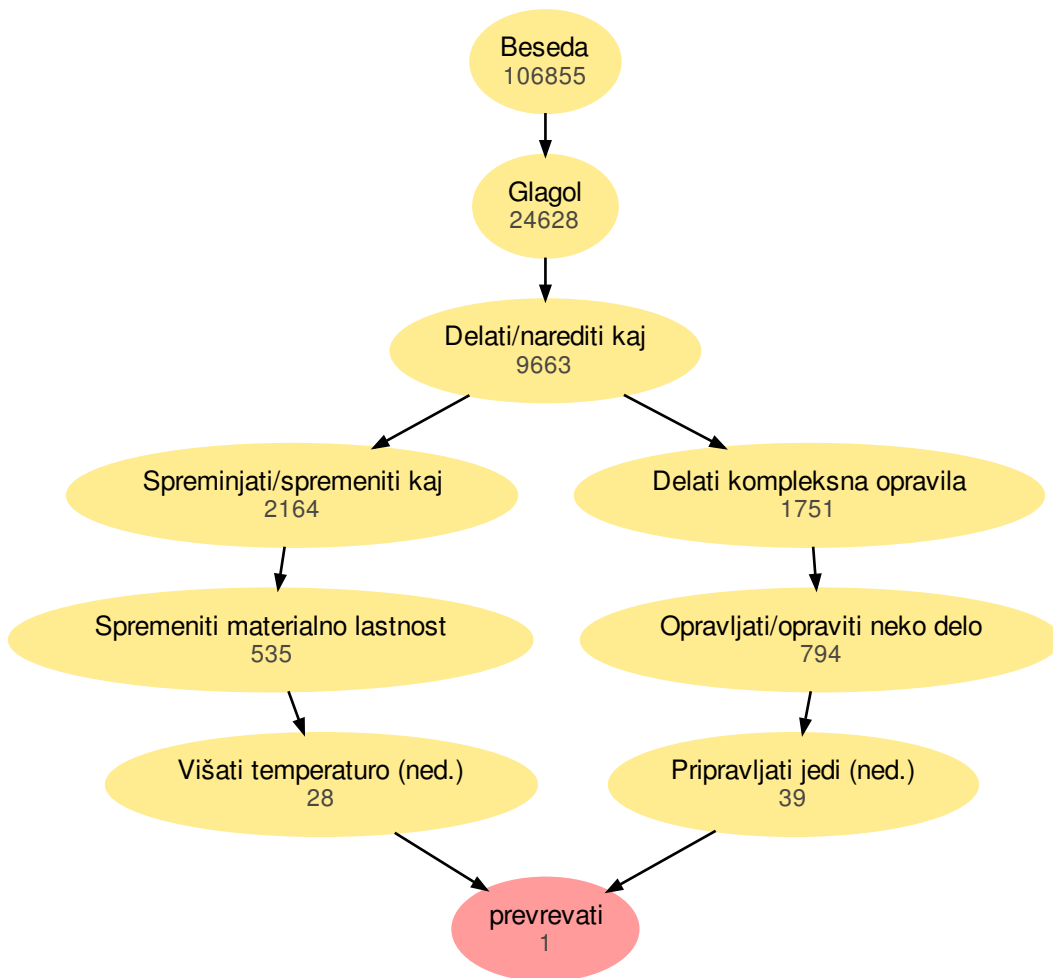 Beseda
106855
Glagol
24628
Delati/narediti kaj
9663
Spreminjati/spremeniti kaj
2164
Delati kompleksna opravila
1751
Spremeniti materialno lastnost
535
Opravljati/opraviti neko delo
794
Višati temperaturo (ned.)
28
Pripravljati jedi (ned.)
39
prevrevati
1